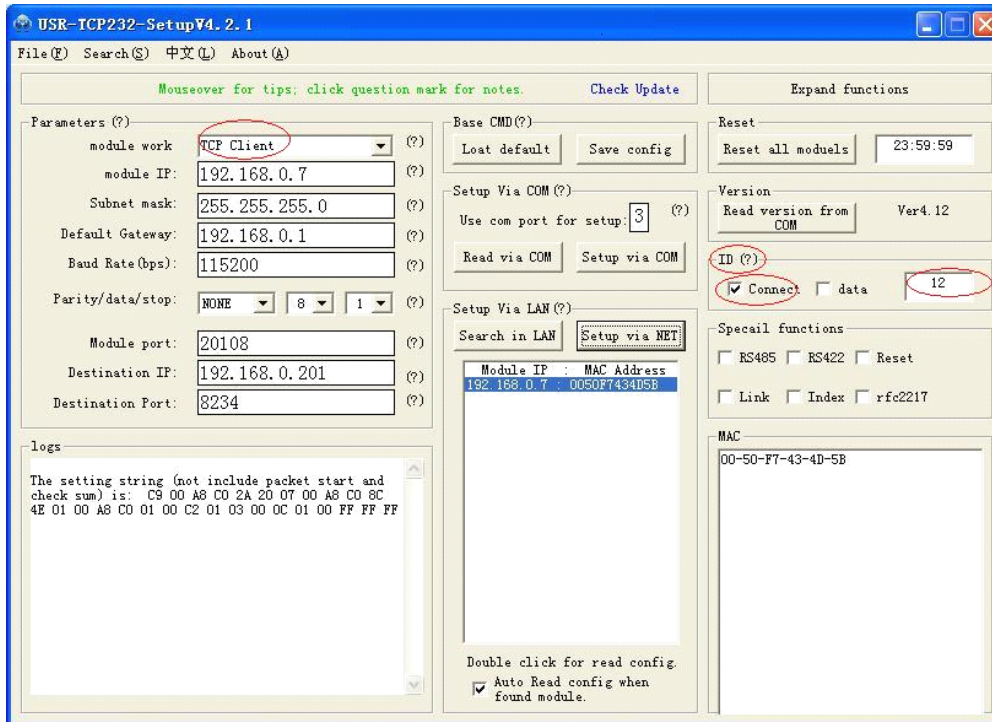 USR-TCP232-SetupV4.2.1
File(F) Search(S) 中文(L) About(A)
Mouseover for tips; click question mark for notes. Check Update
Expand functions
Parameters (?)
module work TCP Client (?)
module IP: 192.168.0.7 (?)
Subnet mask: 255.255.255.0 (?)
Default Gateway: 192.168.0.1 (?)
Baud Rate(bps): 115200 (?)
Parity/data/stop: NONE 8 1 (?)
Module port: 20108 (?)
Destination IP: 192.168.0.201 (?)
Destination Port: 8234 (?)
logs
The setting string (not include packet start and
check sum) is: C9 00 A8 C0 2A 20 07 00 A8 C0 8C
4E 01 00 A8 C0 01 00 C2 01 03 00 0C 01 00 FF FF FF
Base CMD(?)
Loat default Save config
Setup Via COM(?)
Use com port for setup: 3 (?)
Read via COM Setup via COM
Setup Via LAN(?)
Search in LAN Setup via NET
Module IP : MAC Address
192.168.0.7 : 0050F7434D5B
Double click for read config.
Auto Read config when
found module.
Reset
Reset all moduels 23:59:59
Version
Read version from
COM
Ver4.12
ID (?)
Connect data 12
Specail functions
RS485 RS422 Reset
Link Index rfc2217
MAC
00-50-F7-43-4D-5B